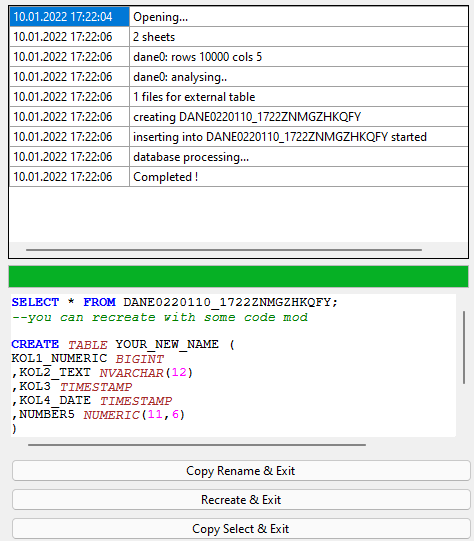 10.01.2022 17:22:04 Opening...
10.01.2022 17:22:06 2 sheets
10.01.2022 17:22:06 dane0: rows 10000 cols 5
10.01.2022 17:22:06 dane0: analysing..
10.01.2022 17:22:06 1 files for external table
10.01.2022 17:22:06 creating DANE0220110_1722ZNMGZHKQFY
10.01.2022 17:22:06 inserting into DANE0220110_1722ZNMGZHKQFY started
10.01.2022 17:22:06 database processing...
10.01.2022 17:22:06 Completed !
SELECT * FROM DANE0220110_1722ZNMGZHKQFY;
--you can recreate with some code mod
CREATE TABLE YOUR_NEW_NAME (
KOL1_NUMERIC BIGINT
,KOL2_TEXT NVARCHAR(12)
,KOL3 TIMESTAMP
,KOL4_DATE TIMESTAMP
,NUMBER5 NUMERIC(11,6)
)
Copy Rename & Exit
Recreate & Exit
Copy Select & Exit